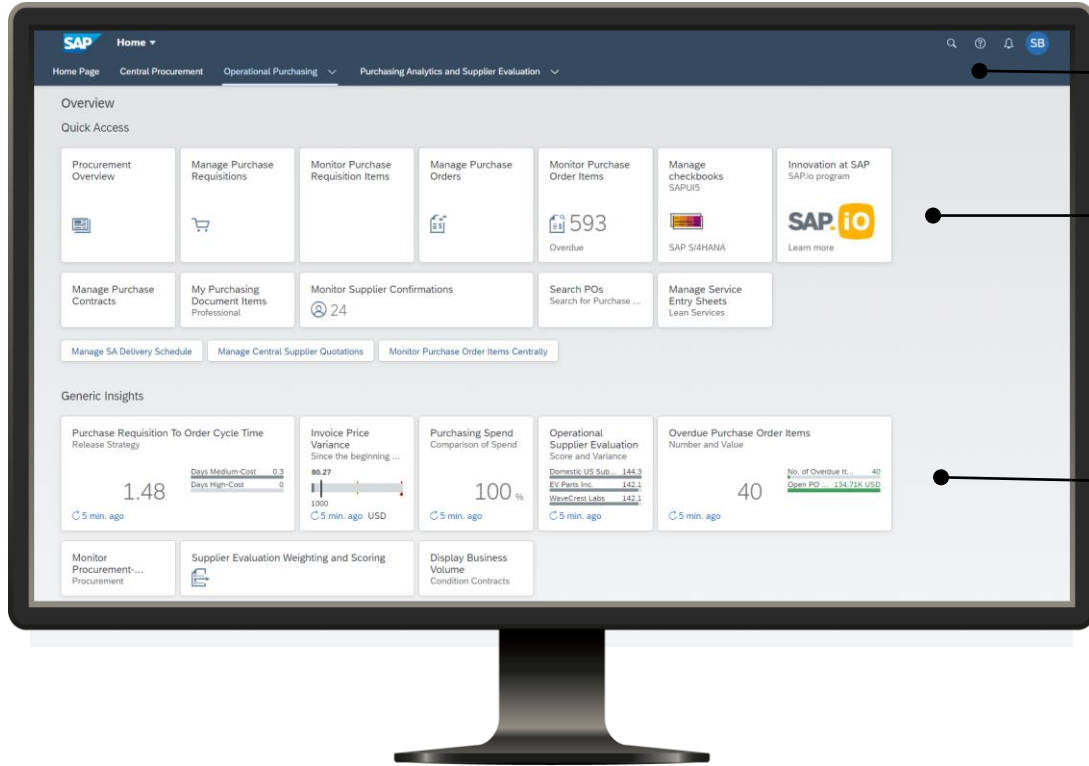 SAP Home
SB
Home Page Central Procurement Operational Purchasing Purchasing Analytics and Supplier Evaluation
Overview
Quick Access
Procurement
Overview
Manage Purchase
Requisitions
Monitor Purchase
Requisition Items
Manage Purchase
Orders
Monitor Purchase
Order Items
593
Overdue
Manage
checkbooks
SAPUI5
SAP S/4HANA
Innovation at SAP
SAP.io program
SAP.iO
Learn more
Manage Purchase
Contracts
My Purchasing
Document Items
Professional
Monitor Supplier Confirmations
24
Search POs
Search for Purchase ...
Manage Service
Entry Sheets
Lean Services
Manage SA Delivery Schedule
Manage Central Supplier Quotations
Monitor Purchase Order Items Centrally
Generic Insights
Purchase Requisition To Order Cycle Time
Release Strategy
1.48
Days Medium-Cost 0.3
Days High-Cost 0
5 min. ago
Invoice Price
Variance
Since the beginning ...
80.27
1000
5 min. ago USD
Purchasing Spend
Comparison of Spend
100 %
5 min. ago
Operational
Supplier Evaluation
Score and Variance
Domestic US Sub... 144.3
EV Parts Inc. 142.1
WaveCrest Labs 142.1
5 min. ago
Overdue Purchase Order Items
Number and Value
40
No. of Overdue It... 40
Open PO ... 134.71K USD
5 min. ago
Monitor
Procurement-...
Procurement
Supplier Evaluation Weighting and Scoring
Display Business
Volume
Condition Contracts